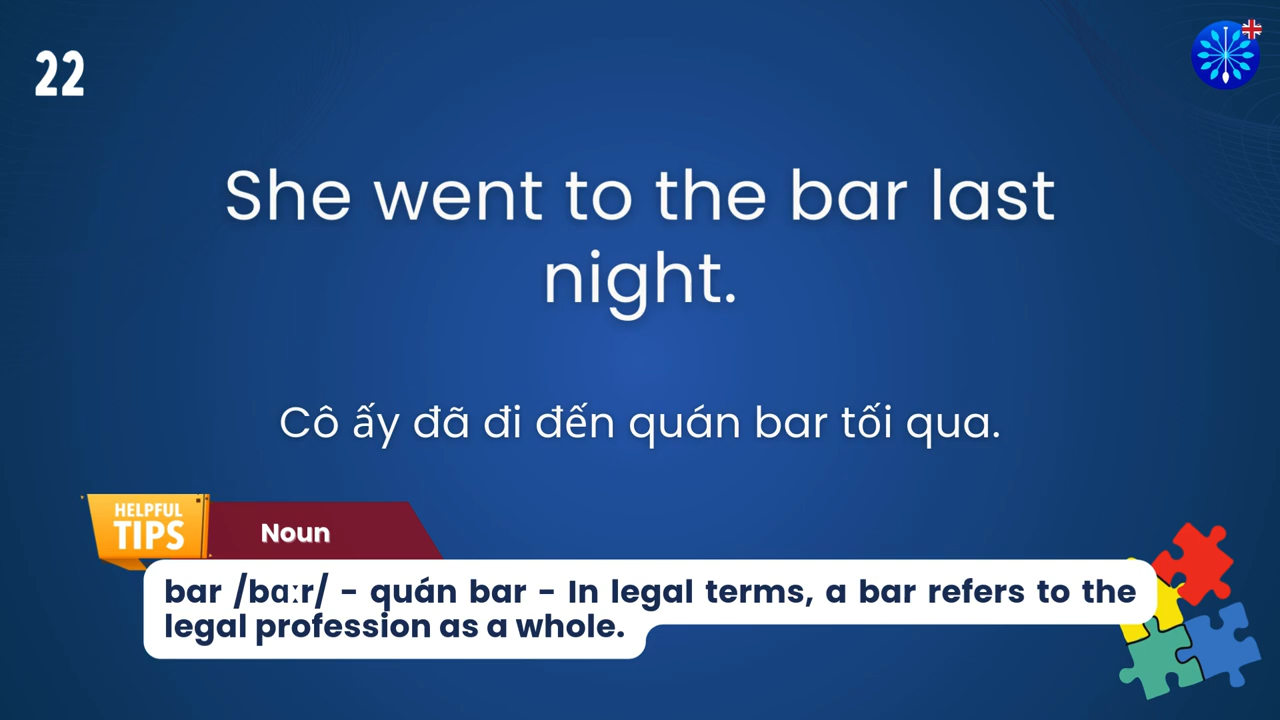 22
She went to the bar last
night.
Cô ấy đã đi đến quán bar tối qua.
HELPFUL
TIPS
Noun
bar /bɑːr/ - quán bar - In legal terms, a bar refers to the
legal profession as a whole.